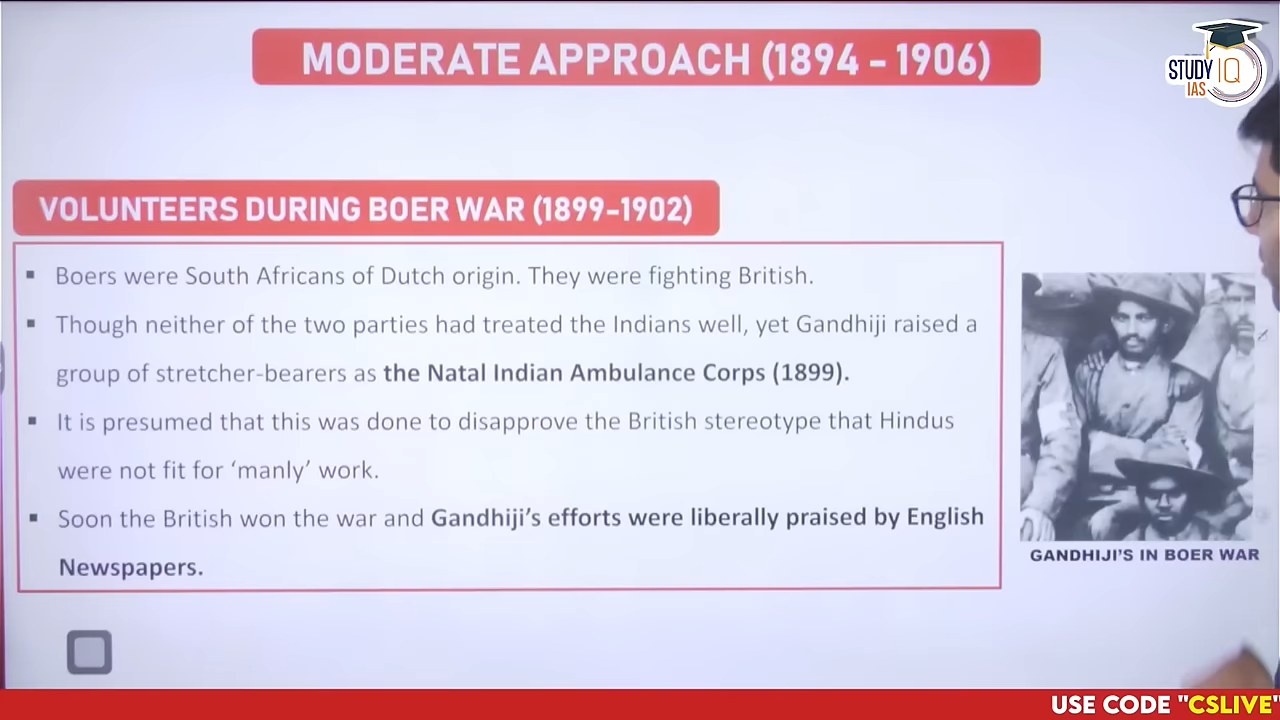 MODERATE APPROACH (1894 - 1906)
STUDY IQ
IAS
VOLUNTEERS DURING BOER WAR (1899-1902)
▪ Boers were South Africans of Dutch origin. They were fighting British.
▪ Though neither of the two parties had treated the Indians well, yet Gandhiji raised a
group of stretcher-bearers as the Natal Indian Ambulance Corps (1899).
▪ It is presumed that this was done to disapprove the British stereotype that Hindus
were not fit for ‘manly’ work.
▪ Soon the British won the war and Gandhiji’s efforts were liberally praised by English
Newspapers.
GANDHIJI'S IN BOER WAR
USE CODE "CSLIVE"